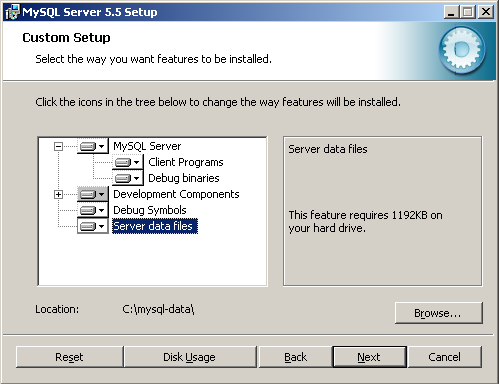 MySQL Server 5.5 Setup
Custom Setup
Select the way you want features to be installed.
Click the icons in the tree below to change the way features will be installed.
MySQL Server
Client Programs
Debug binaries
Development Components
Debug Symbols
Server data files
Server data files
This feature requires 1192KB on
your hard drive.
Location: C:\mysql-data\
Browse...
Reset Disk Usage Back Next Cancel